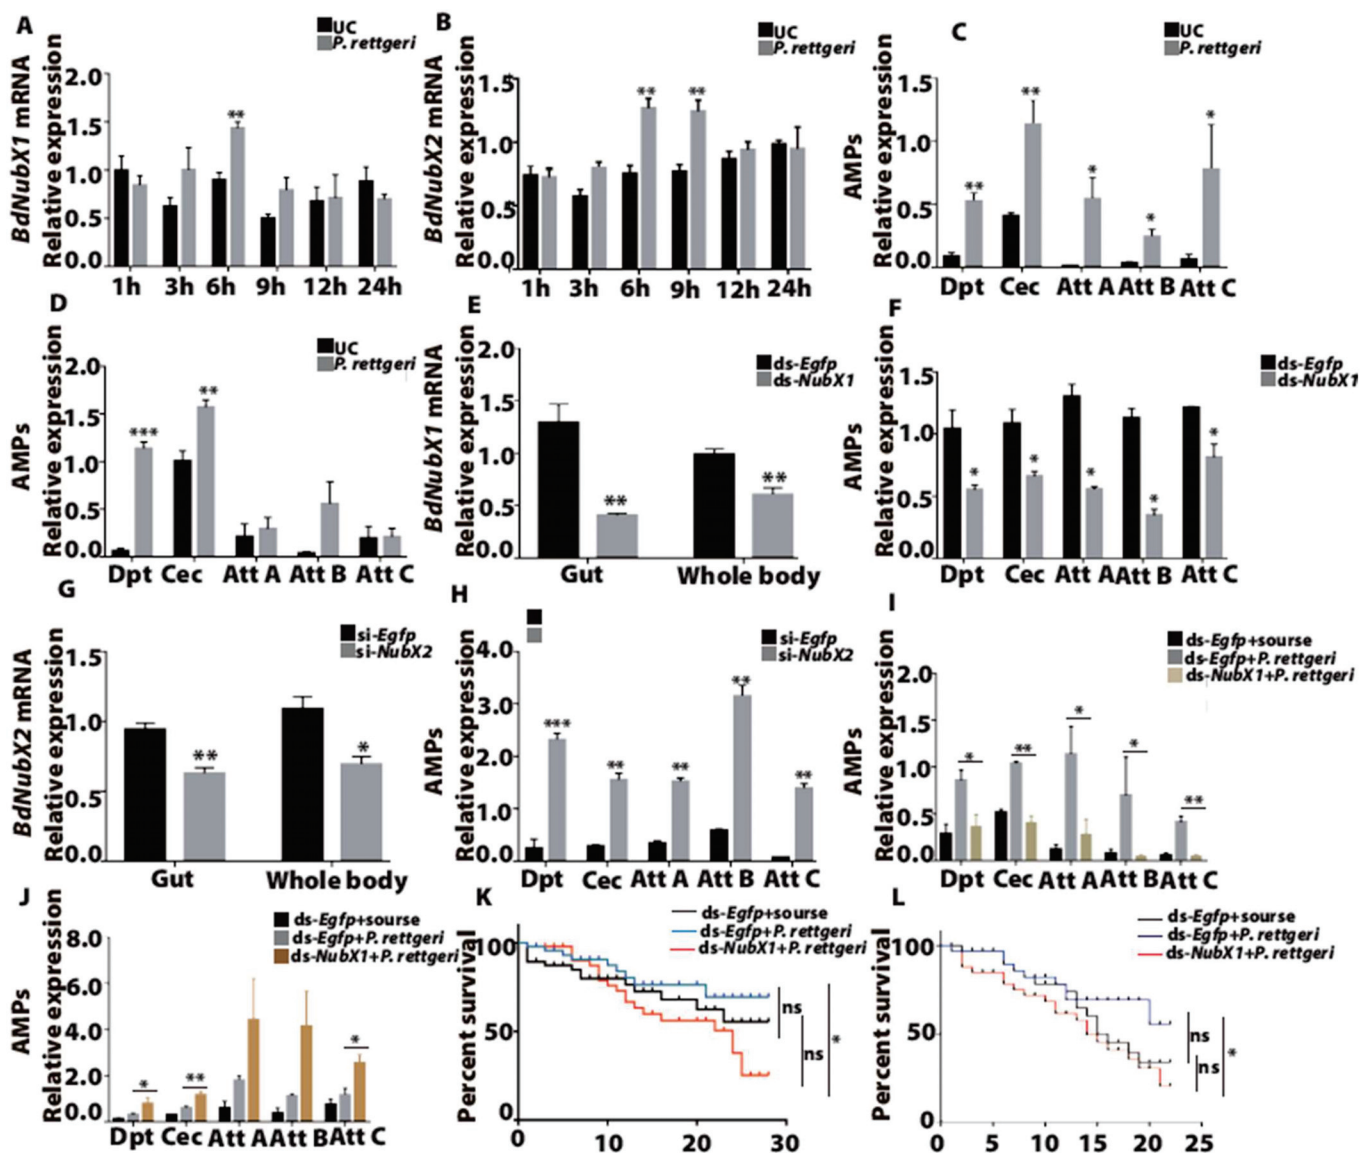 A
UC
P. rettgeri
BdNubX1 mRNA
Relative expression
2.0
1.5
1.0
0.5
0.0
**
1h 3h 6h 9h 12h 24h
B
UC
P. rettgeri
BdNubX2 mRNA
Relative expression
1.5
1.0
0.5
0.0
** **
1h 3h 6h 9h 12h 24h
C
UC
P. rettgeri
AMPs
Relative expression
1.5
1.0
0.5
0.0
** ** * * *
Dpt Cec Att A Att B Att C
D
UC
P. rettgeri
AMPs
Relative expression
2.0
1.5
1.0
0.5
0.0
*** **
Dpt Cec Att A Att B Att C
E
ds-Egfp
ds-NubX1
BdNubX1 mRNA
Relative expression
2.0
1.5
1.0
0.5
0.0
** **
Gut Whole body
F
ds-Egfp
ds-NubX1
AMPs
Relative expression
1.5
1.0
0.5
0.0
* * * * *
Dpt Cec Att A Att B Att C
G
si-Egfp
si-NubX2
BdNubX2 mRNA
Relative expression
1.5
1.0
0.5
0.0
** *
Gut Whole body
H
si-Egfp
si-NubX2
AMPs
Relative expression
4.0
3.0
2.0
1.0
0.0
*** ** ** ** **
Dpt Cec Att A Att B Att C
I
ds-Egfp+sourse
ds-Egfp+P. rettgeri
ds-NubX1+P. rettgeri
AMPs
Relative expression
2.0
1.5
1.0
0.5
0.0
* ** * * **
Dpt Cec Att A Att B Att C
J
ds-Egfp+sourse
ds-Egfp+P. rettgeri
ds-NubX1+P. rettgeri
AMPs
Relative expression
8.0
6.0
4.0
2.0
0.0
* ** *
Dpt Cec Att A Att B Att C
K
ds-Egfp+sourse
ds-Egfp+P. rettgeri
ds-NubX1+P. rettgeri
Percent survival
100
50
0
ns
ns
*
0 10 20 30
L
ds-Egfp+sourse
ds-Egfp+P. rettgeri
ds-NubX1+P. rettgeri
Percent survival
100
50
0
ns
ns
*
0 5 10 15 20 25